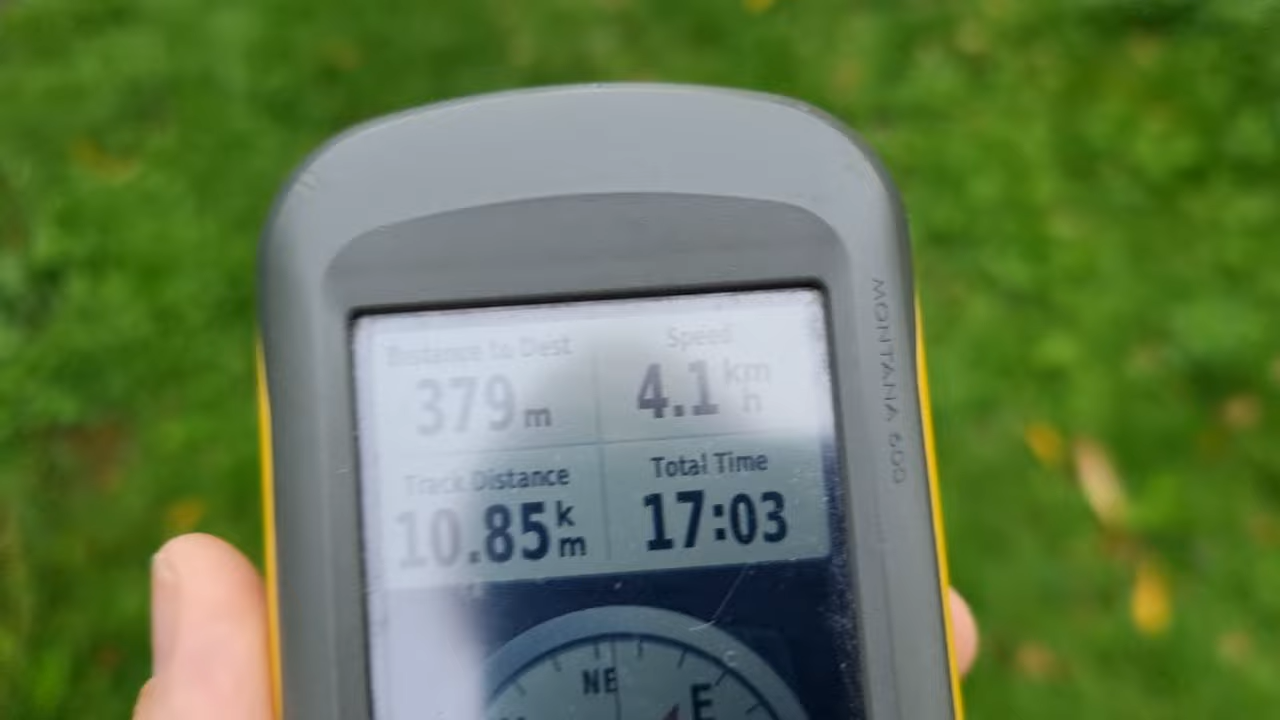 Distance to Dest
Speed
379 m
4.1 km h
Track Distance
Total Time
10.85 km
17:03
NE
E
MONTANA 600